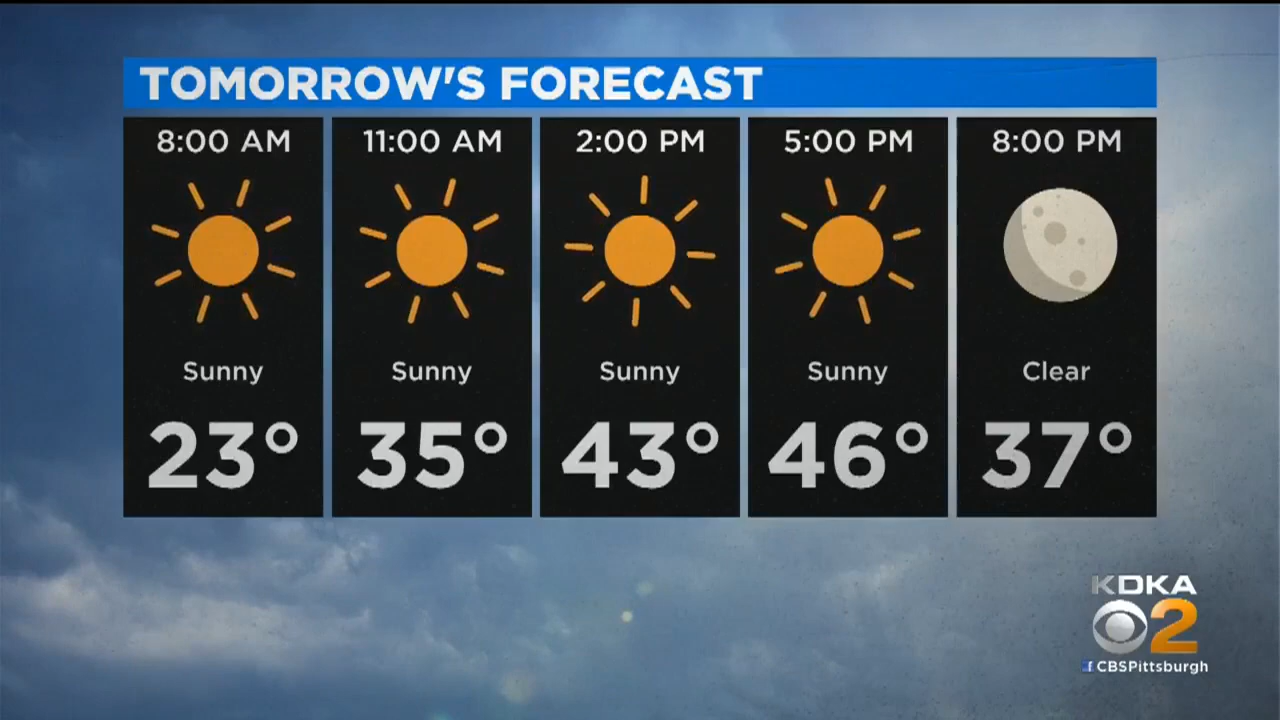 TOMORROW'S FORECAST
8:00 AM
11:00 AM
2:00 PM
5:00 PM
8:00 PM
Sunny
Sunny
Sunny
Sunny
Clear
23°
35°
43°
46°
37°
KDKA
2
f CBSPittsburgh